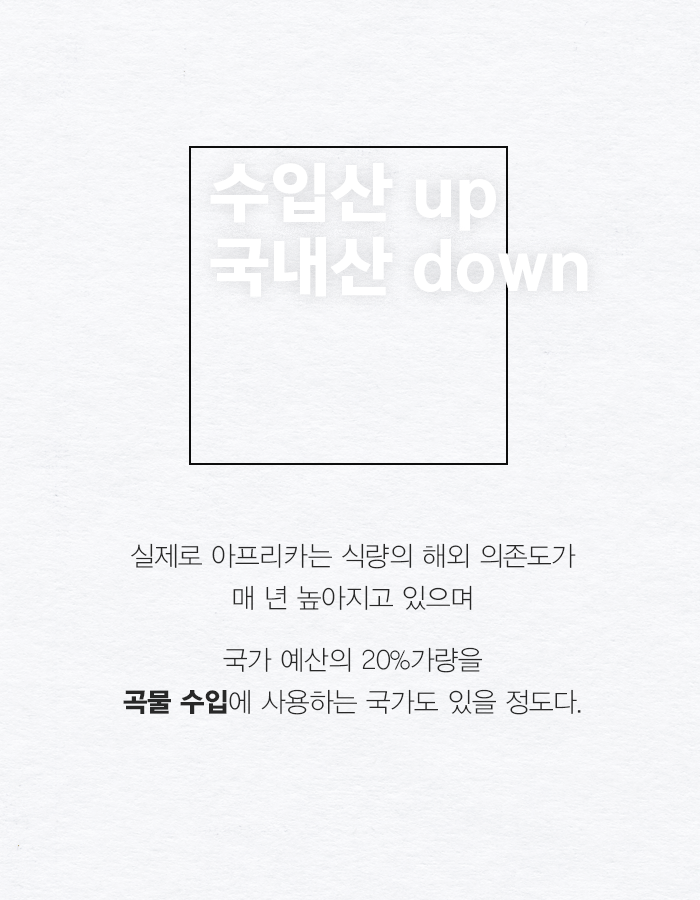 수입산 up
국내산 down
실제로 아프리카는 식량의 해외 의존도가
매 년 높아지고 있으며
국가 예산의 20%가량을
곡물 수입에 사용하는 국가도 있을 정도다.